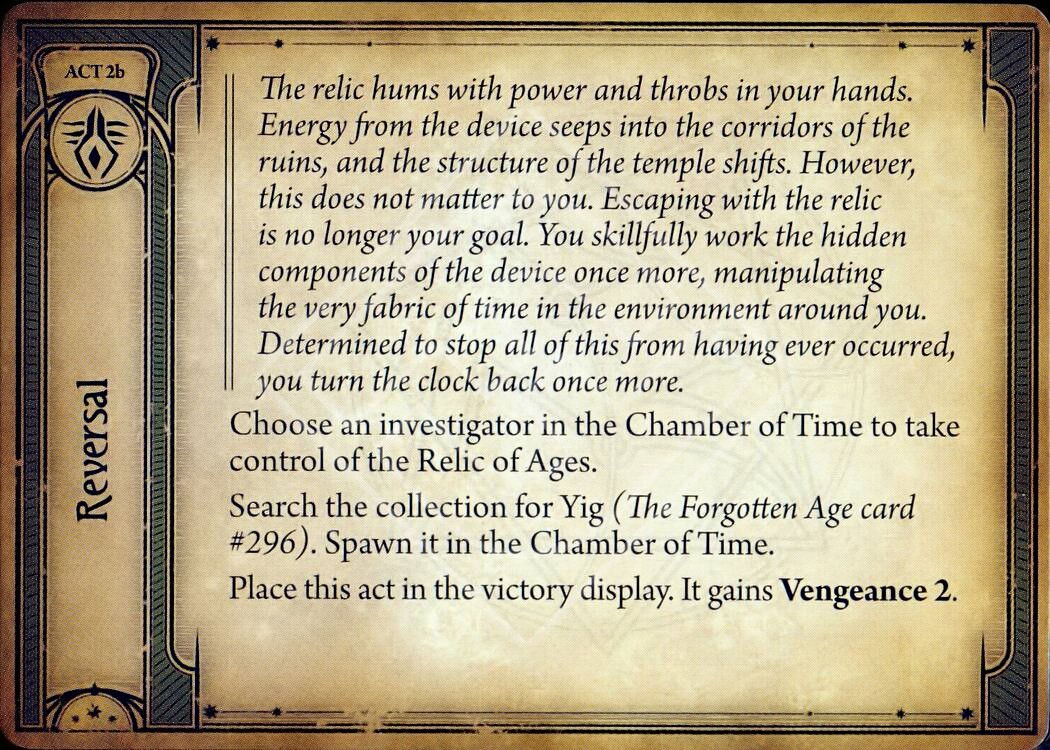 ACT 2b
Reversal
The relic hums with power and throbs in your hands.
Energy from the device seeps into the corridors of the
ruins, and the structure of the temple shifts. However,
this does not matter to you. Escaping with the relic
is no longer your goal. You skillfully work the hidden
components of the device once more, manipulating
the very fabric of time in the environment around you.
Determined to stop all of this from having ever occurred,
you turn the clock back once more.
Choose an investigator in the Chamber of Time to take
control of the Relic of Ages.
Search the collection for Yig (The Forgotten Age card
#296). Spawn it in the Chamber of Time.
Place this act in the victory display. It gains Vengeance 2.